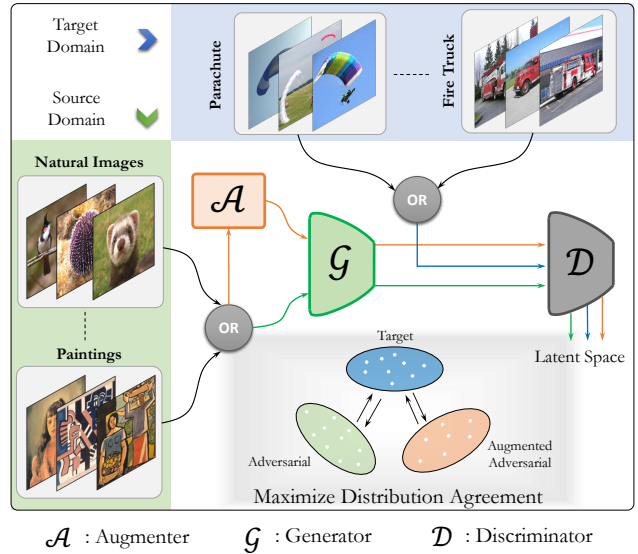 Target
Domain
Source
Domain
Parachute
Fire Truck
Natural Images
Paintings
A
OR
G
OR
D
Latent Space
Target
Adversarial
Augmented
Adversarial
Maximize Distribution Agreement
A : Augmenter
G : Generator
D : Discriminator